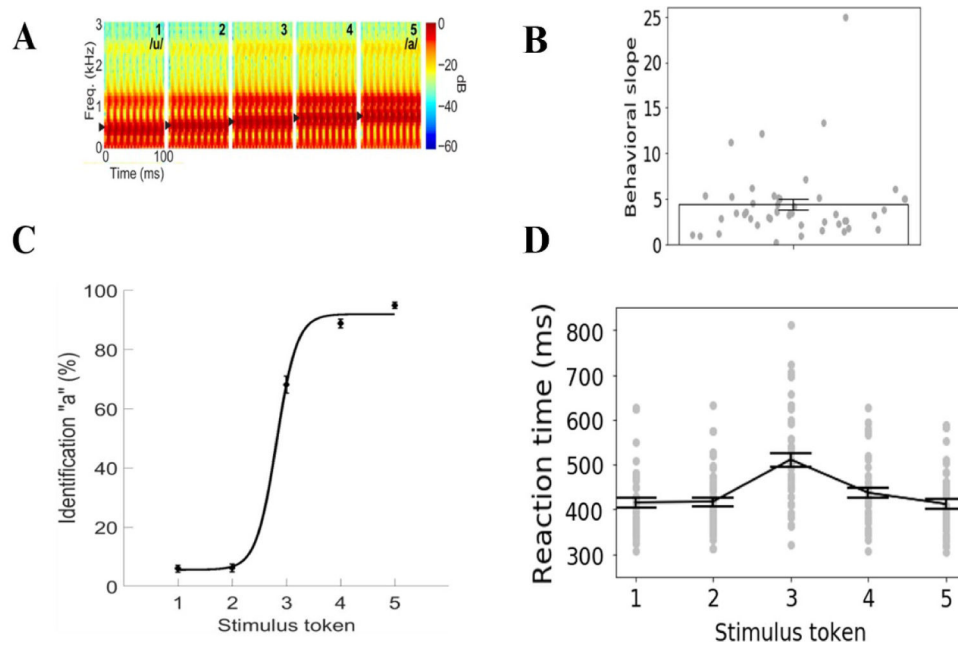 A
3
2
1
0
Freq. (kHz)
1
/u/
2
3
4
5
/a/
0
−20
−40
−60
dB
0
100
Time (ms)
B
25
20
15
10
5
0
Behavioral slope
C
100
80
60
40
20
0
Identification "a" (%)
1 2 3 4 5
Stimulus token
D
800
700
600
500
400
300
Reaction time (ms)
1 2 3 4 5
Stimulus token